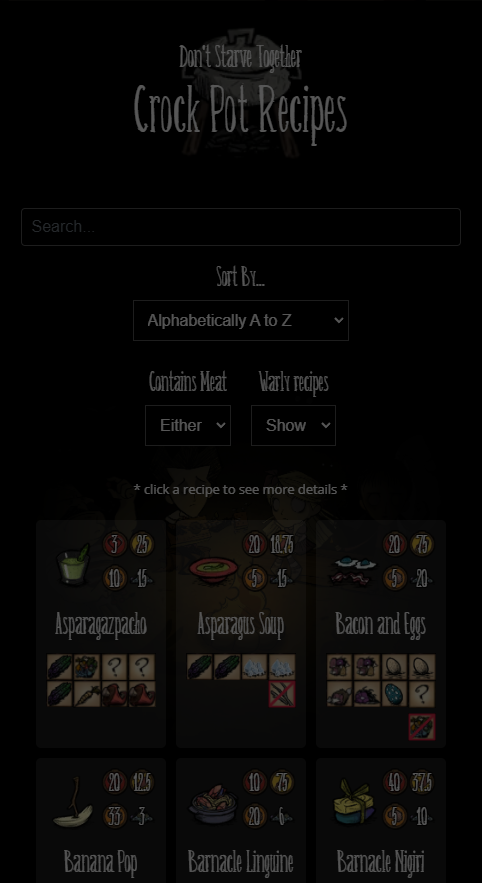 Don't Starve Together
Crock Pot Recipes
Search...
Sort By...
Alphabetically A to Z
Contains Meat Warly recipes
Either Show
* click a recipe to see more details *
3 25 20 18.75 20 75
10 15 5 15 5 20
Asparagazpacho Asparagus Soup Bacon and Eggs
? ?
?
20 12.5 10 75 40 37.5
33 3 20 6 5 10
Banana Pop Barnacle Linguine Barnacle Nigiri